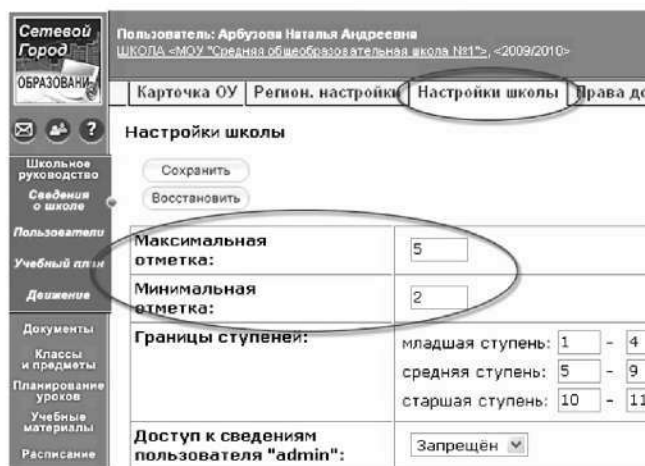 Сетевой
Город
ОБРАЗОВАНИ
Пользователь: Арбузова Наталья Андреевна
ШКОЛА <МОУ "Средняя общеобразовательная школа №1">, <2009/2010>
Карточка ОУ Регион. настройки Настройки школы Права до
?
Настройки школы
Сохранить
Восстановить
Школьное
руководство
Сведения
о школе
Пользователи
Учебный план
Движение
Документы
Классы
и предметы
Планирование
уроков
Учебные
материалы
Расписание
Максимальная
отметка:
5
Минимальная
отметка:
2
Границы ступеней:
младшая ступень: 1 - 4
средняя ступень: 5 - 9
старшая ступень: 10 - 11
Доступ к сведениям
пользователя "admin":
Запрещён